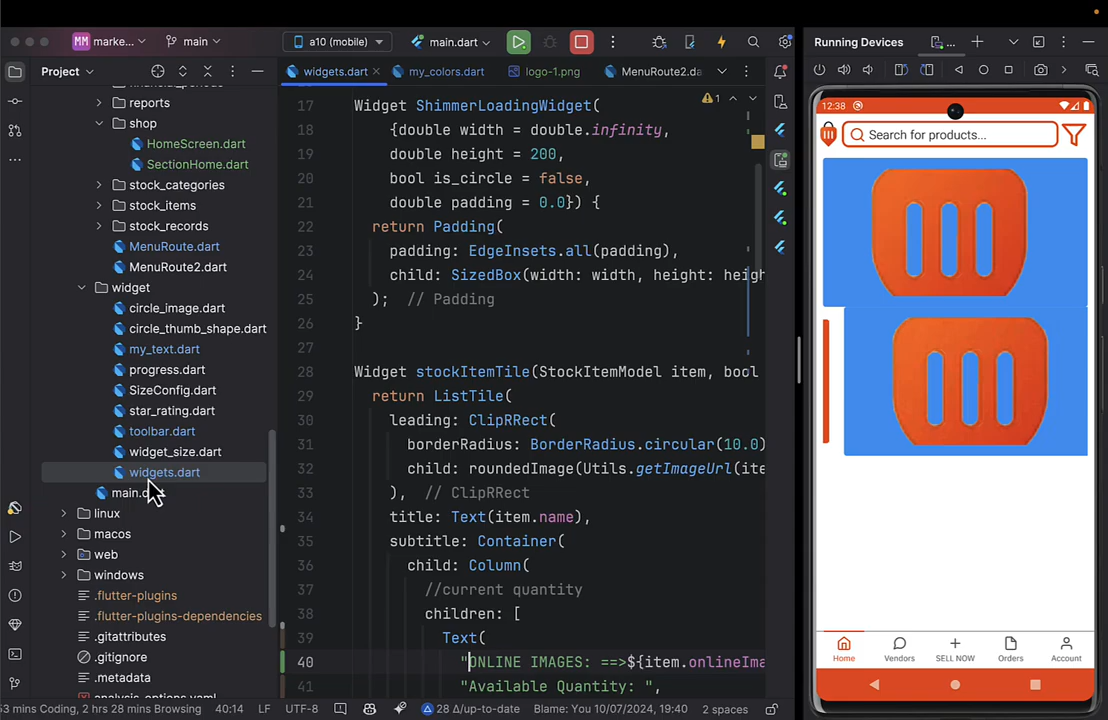 MM marke...
main
a10 (mobile)
main.dart
Running Devices
Project
widgets.dart
my_colors.dart
logo-1.png
MenuRoute2.da
reports
shop
HomeScreen.dart
SectionHome.dart
stock_categories
stock_items
stock_records
MenuRoute.dart
MenuRoute2.dart
widget
circle_image.dart
circle_thumb_shape.dart
my_text.dart
progress.dart
SizeConfig.dart
star_rating.dart
toolbar.dart
widget_size.dart
widgets.dart
linux
macos
web
windows
.flutter-plugins
.flutter-plugins-dependencies
.gitattributes
.gitignore
.metadata
analysis_options.yaml
1
17 Widget ShimmerLoadingWidget(
18 {double width = double.infinity,
19 double height = 200,
20 bool is_circle = false,
21 double padding = 0.0}) {
22 return Padding(
23 padding: EdgeInsets.all(padding),
24 child: SizedBox(width: width, height: heigh
25 ); // Padding
26 }
27
28 Widget stockItemTile(StockItemModel item, bool
29 return ListTile(
30 leading: ClipRRect(
31 borderRadius: BorderRadius.circular(10.0)
32 child: roundedImage(Utils.getImageUrl(ite
33 ), // ClipRRect
34 title: Text(item.name),
35 subtitle: Container(
36 child: Column(
37 //current quantity
38 children: [
39 Text(
40 "ONLINE IMAGES: ==>${item.onlineIma
41 "Available Quantity: ",
12:38
Search for products...
Home
Vendors
SELL NOW
Orders
Account
53 mins Coding, 2 hrs 28 mins Browsing
40:14
LF
UTF-8
28 Δ/up-to-date
Blame: You 10/07/2024, 19:40
2 spaces